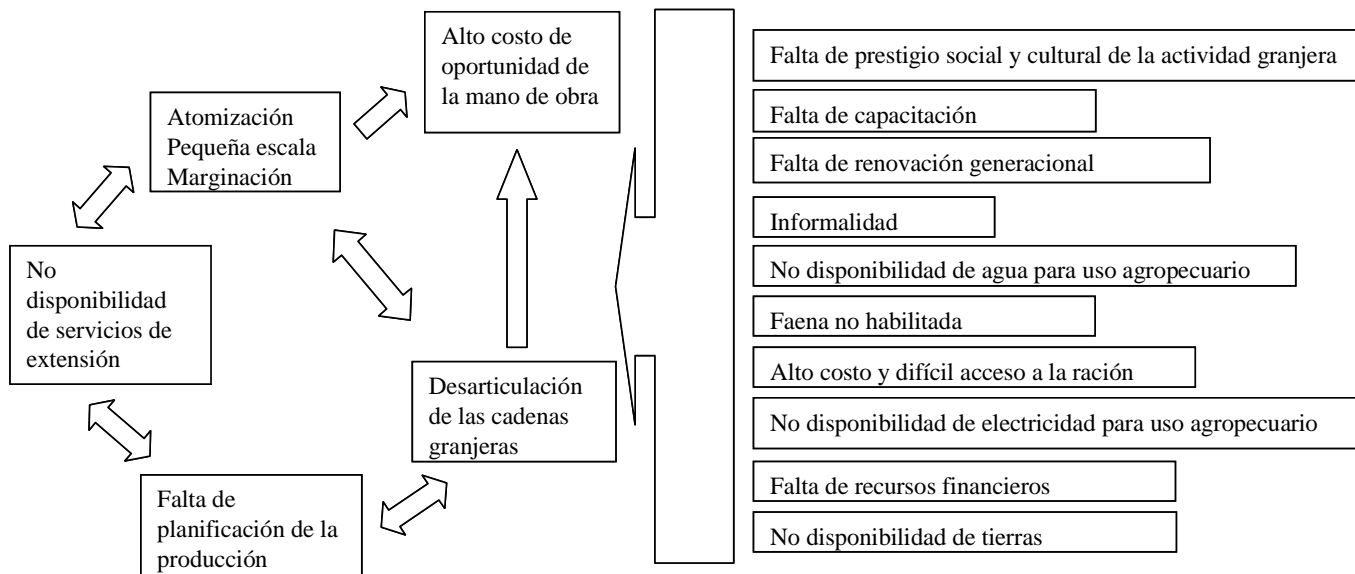 Alto costo de
oportunidad de
la mano de obra
Atomización
Pequeña escala
Marginación
No
disponibilidad
de servicios de
extensión
Desarticulación
de las cadenas
granjeras
Falta de
planificación de la
producción
Falta de prestigio social y cultural de la actividad granjera
Falta de capacitación
Falta de renovación generacional
Informalidad
No disponibilidad de agua para uso agropecuario
Faena no habilitada
Alto costo y difícil acceso a la ración
No disponibilidad de electricidad para uso agropecuario
Falta de recursos financieros
No disponibilidad de tierras